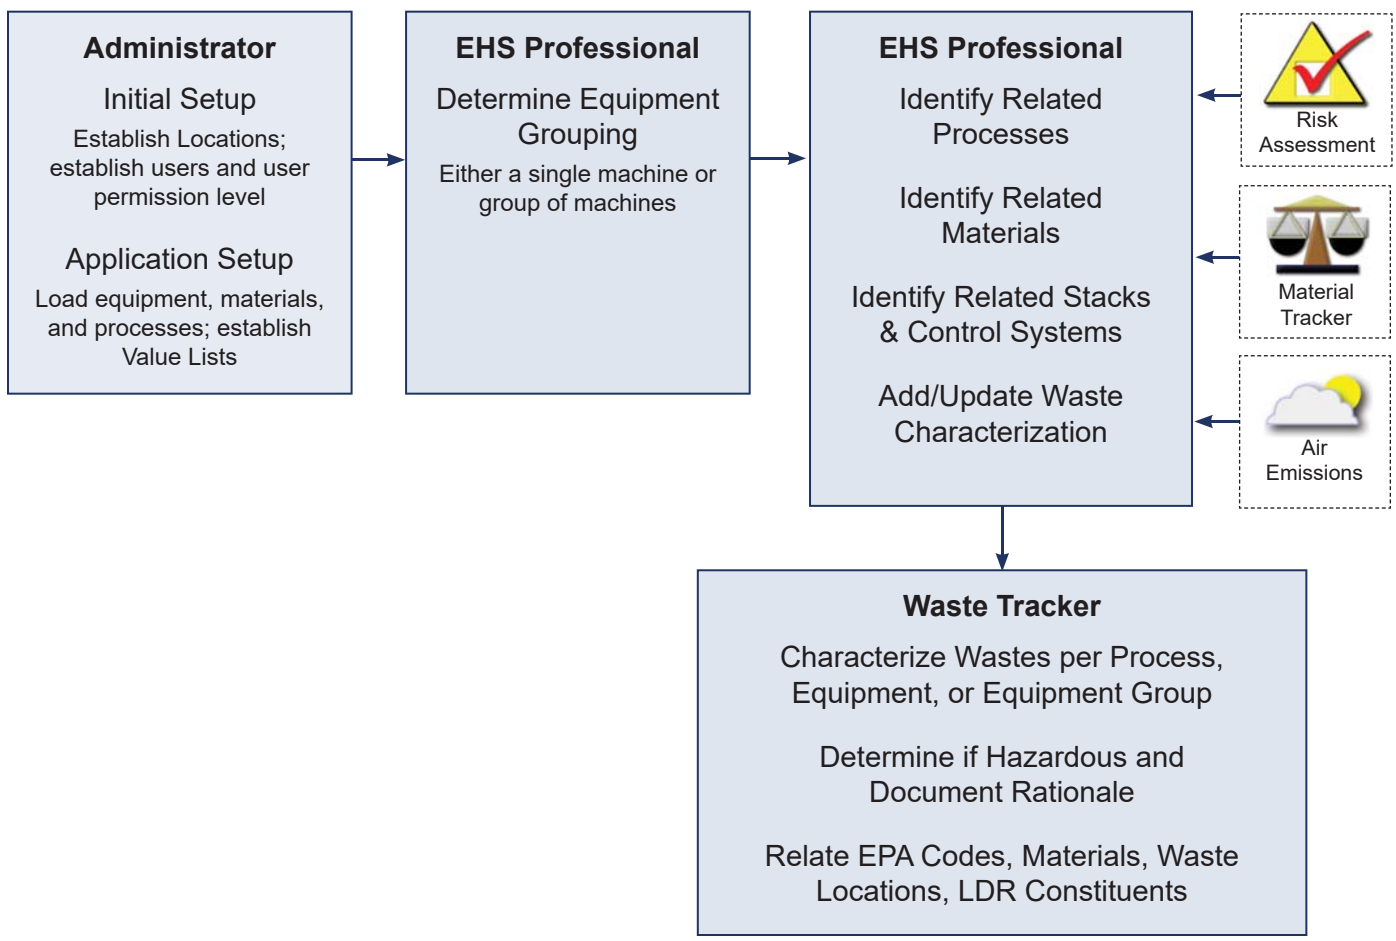 Administrator
Initial Setup
Establish Locations;
establish users and user
permission level
Application Setup
Load equipment, materials,
and processes; establish
Value Lists
EHS Professional
Determine Equipment
Grouping
Either a single machine or
group of machines
EHS Professional
Identify Related
Processes
Identify Related
Materials
Identify Related Stacks
& Control Systems
Add/Update Waste
Characterization
Risk
Assessment
Material
Tracker
Air
Emissions
Waste Tracker
Characterize Wastes per Process,
Equipment, or Equipment Group
Determine if Hazardous and
Document Rationale
Relate EPA Codes, Materials, Waste
Locations, LDR Constituents